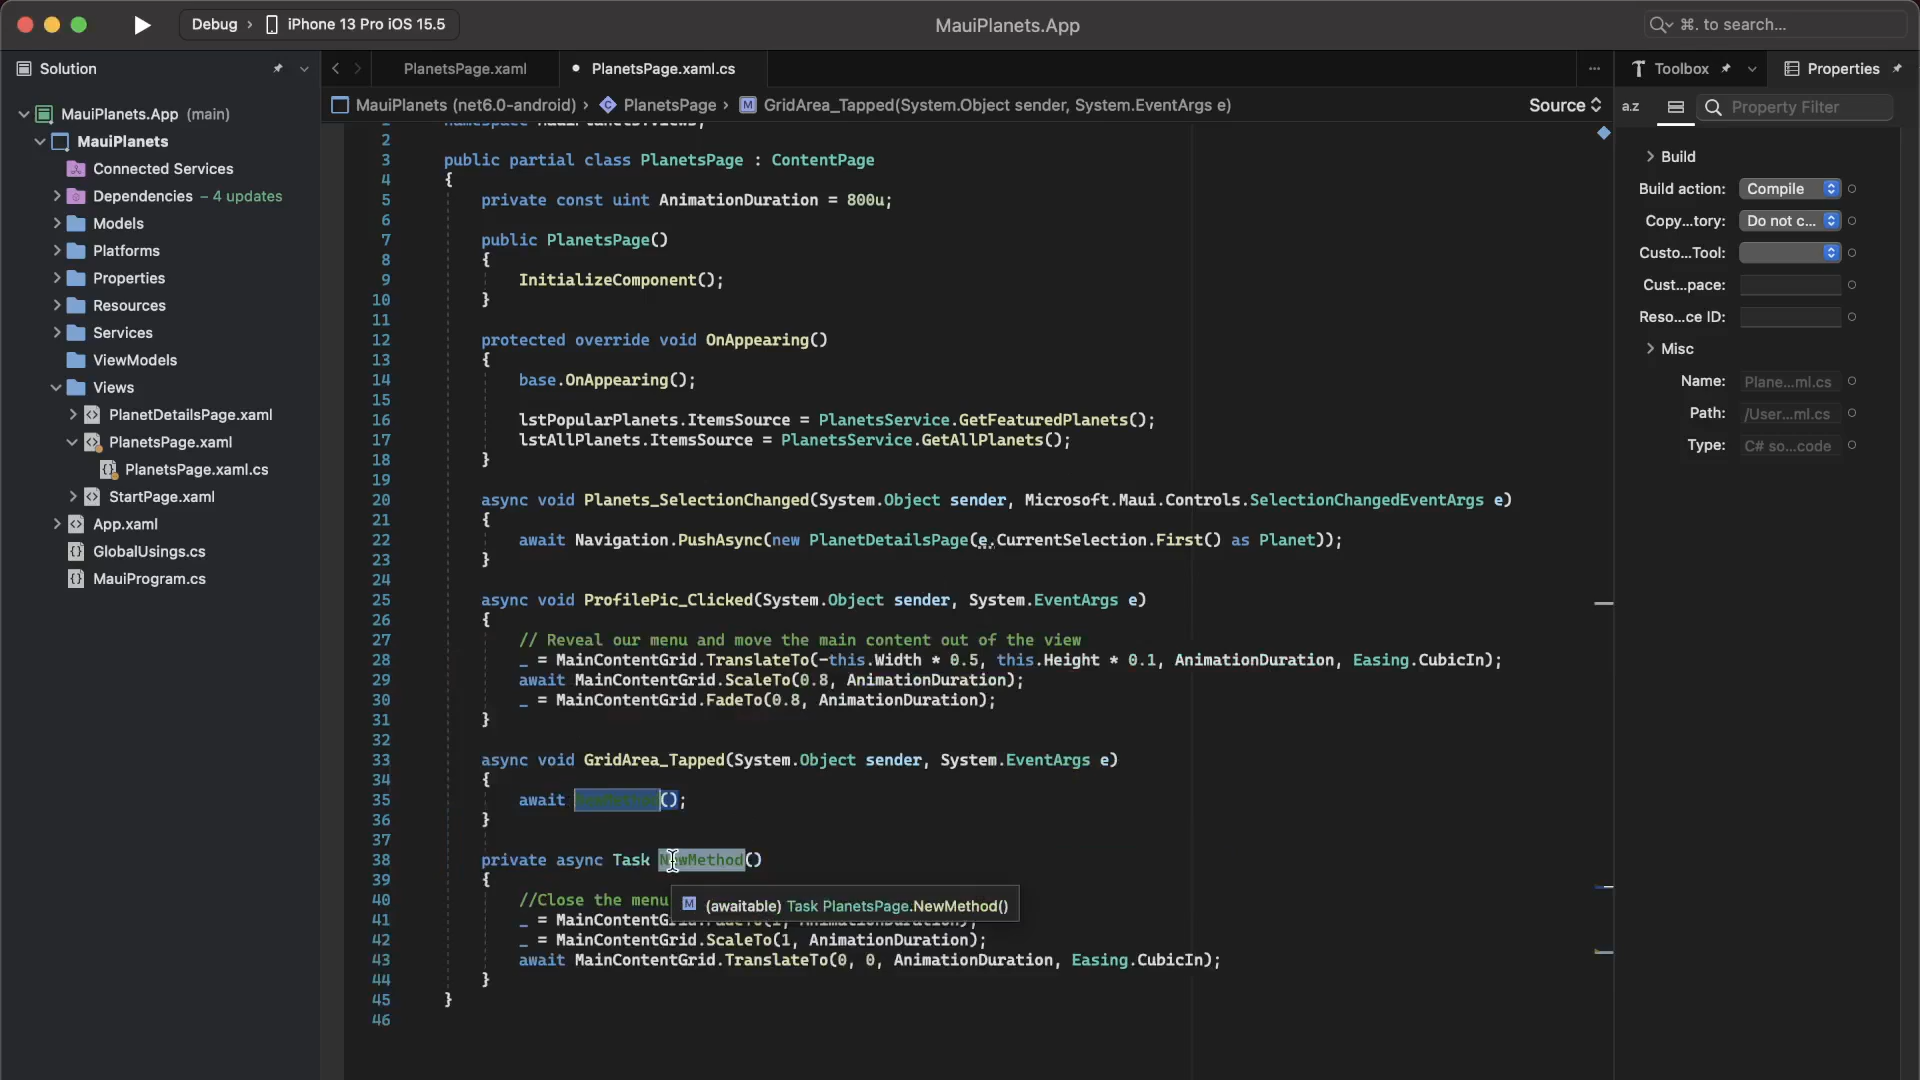 Debug › iPhone 13 Pro iOS 15.5
MauiPlanets.App
⌘. to search...
Solution
PlanetsPage.xaml
PlanetsPage.xaml.cs
Toolbox
Properties
MauiPlanets (net6.0-android) › PlanetsPage › GridArea_Tapped(System.Object sender, System.EventArgs e)
Source
a.z
Property Filter
MauiPlanets.App (main)
MauiPlanets
Connected Services
Dependencies – 4 updates
Models
Platforms
Properties
Resources
Services
ViewModels
Views
PlanetDetailsPage.xaml
PlanetsPage.xaml
PlanetsPage.xaml.cs
StartPage.xaml
App.xaml
GlobalUsings.cs
MauiProgram.cs
2
3 public partial class PlanetsPage : ContentPage
4 {
5 private const uint AnimationDuration = 800u;
6
7 public PlanetsPage()
8 {
9 InitializeComponent();
10 }
11
12 protected override void OnAppearing()
13 {
14 base.OnAppearing();
15
16 lstPopularPlanets.ItemsSource = PlanetsService.GetFeaturedPlanets();
17 lstAllPlanets.ItemsSource = PlanetsService.GetAllPlanets();
18 }
19
20 async void Planets_SelectionChanged(System.Object sender, Microsoft.Maui.Controls.SelectionChangedEventArgs e)
21 {
22 await Navigation.PushAsync(new PlanetDetailsPage(e.CurrentSelection.First() as Planet));
23 }
24
25 async void ProfilePic_Clicked(System.Object sender, System.EventArgs e)
26 {
27 // Reveal our menu and move the main content out of the view
28 _ = MainContentGrid.TranslateTo(-this.Width * 0.5, this.Height * 0.1, AnimationDuration, Easing.CubicIn);
29 await MainContentGrid.ScaleTo(0.8, AnimationDuration);
30 _ = MainContentGrid.FadeTo(0.8, AnimationDuration);
31 }
32
33 async void GridArea_Tapped(System.Object sender, System.EventArgs e)
34 {
35 await NewMethod();
36 }
37
38 private async Task NewMethod()
39 {
40 //Close the menu
(awaitable) Task PlanetsPage.NewMethod()
41 _ = MainContentGrid.FadeTo(1, AnimationDuration);
42 _ = MainContentGrid.ScaleTo(1, AnimationDuration);
43 await MainContentGrid.TranslateTo(0, 0, AnimationDuration, Easing.CubicIn);
44 }
45 }
46
Build
Build action: Compile
Copy...tory: Do not c...
Custo...Tool:
Cust...pace:
Reso...ce ID:
Misc
Name: Plane...ml.cs
Path: /User...ml.cs
Type: C# so...code